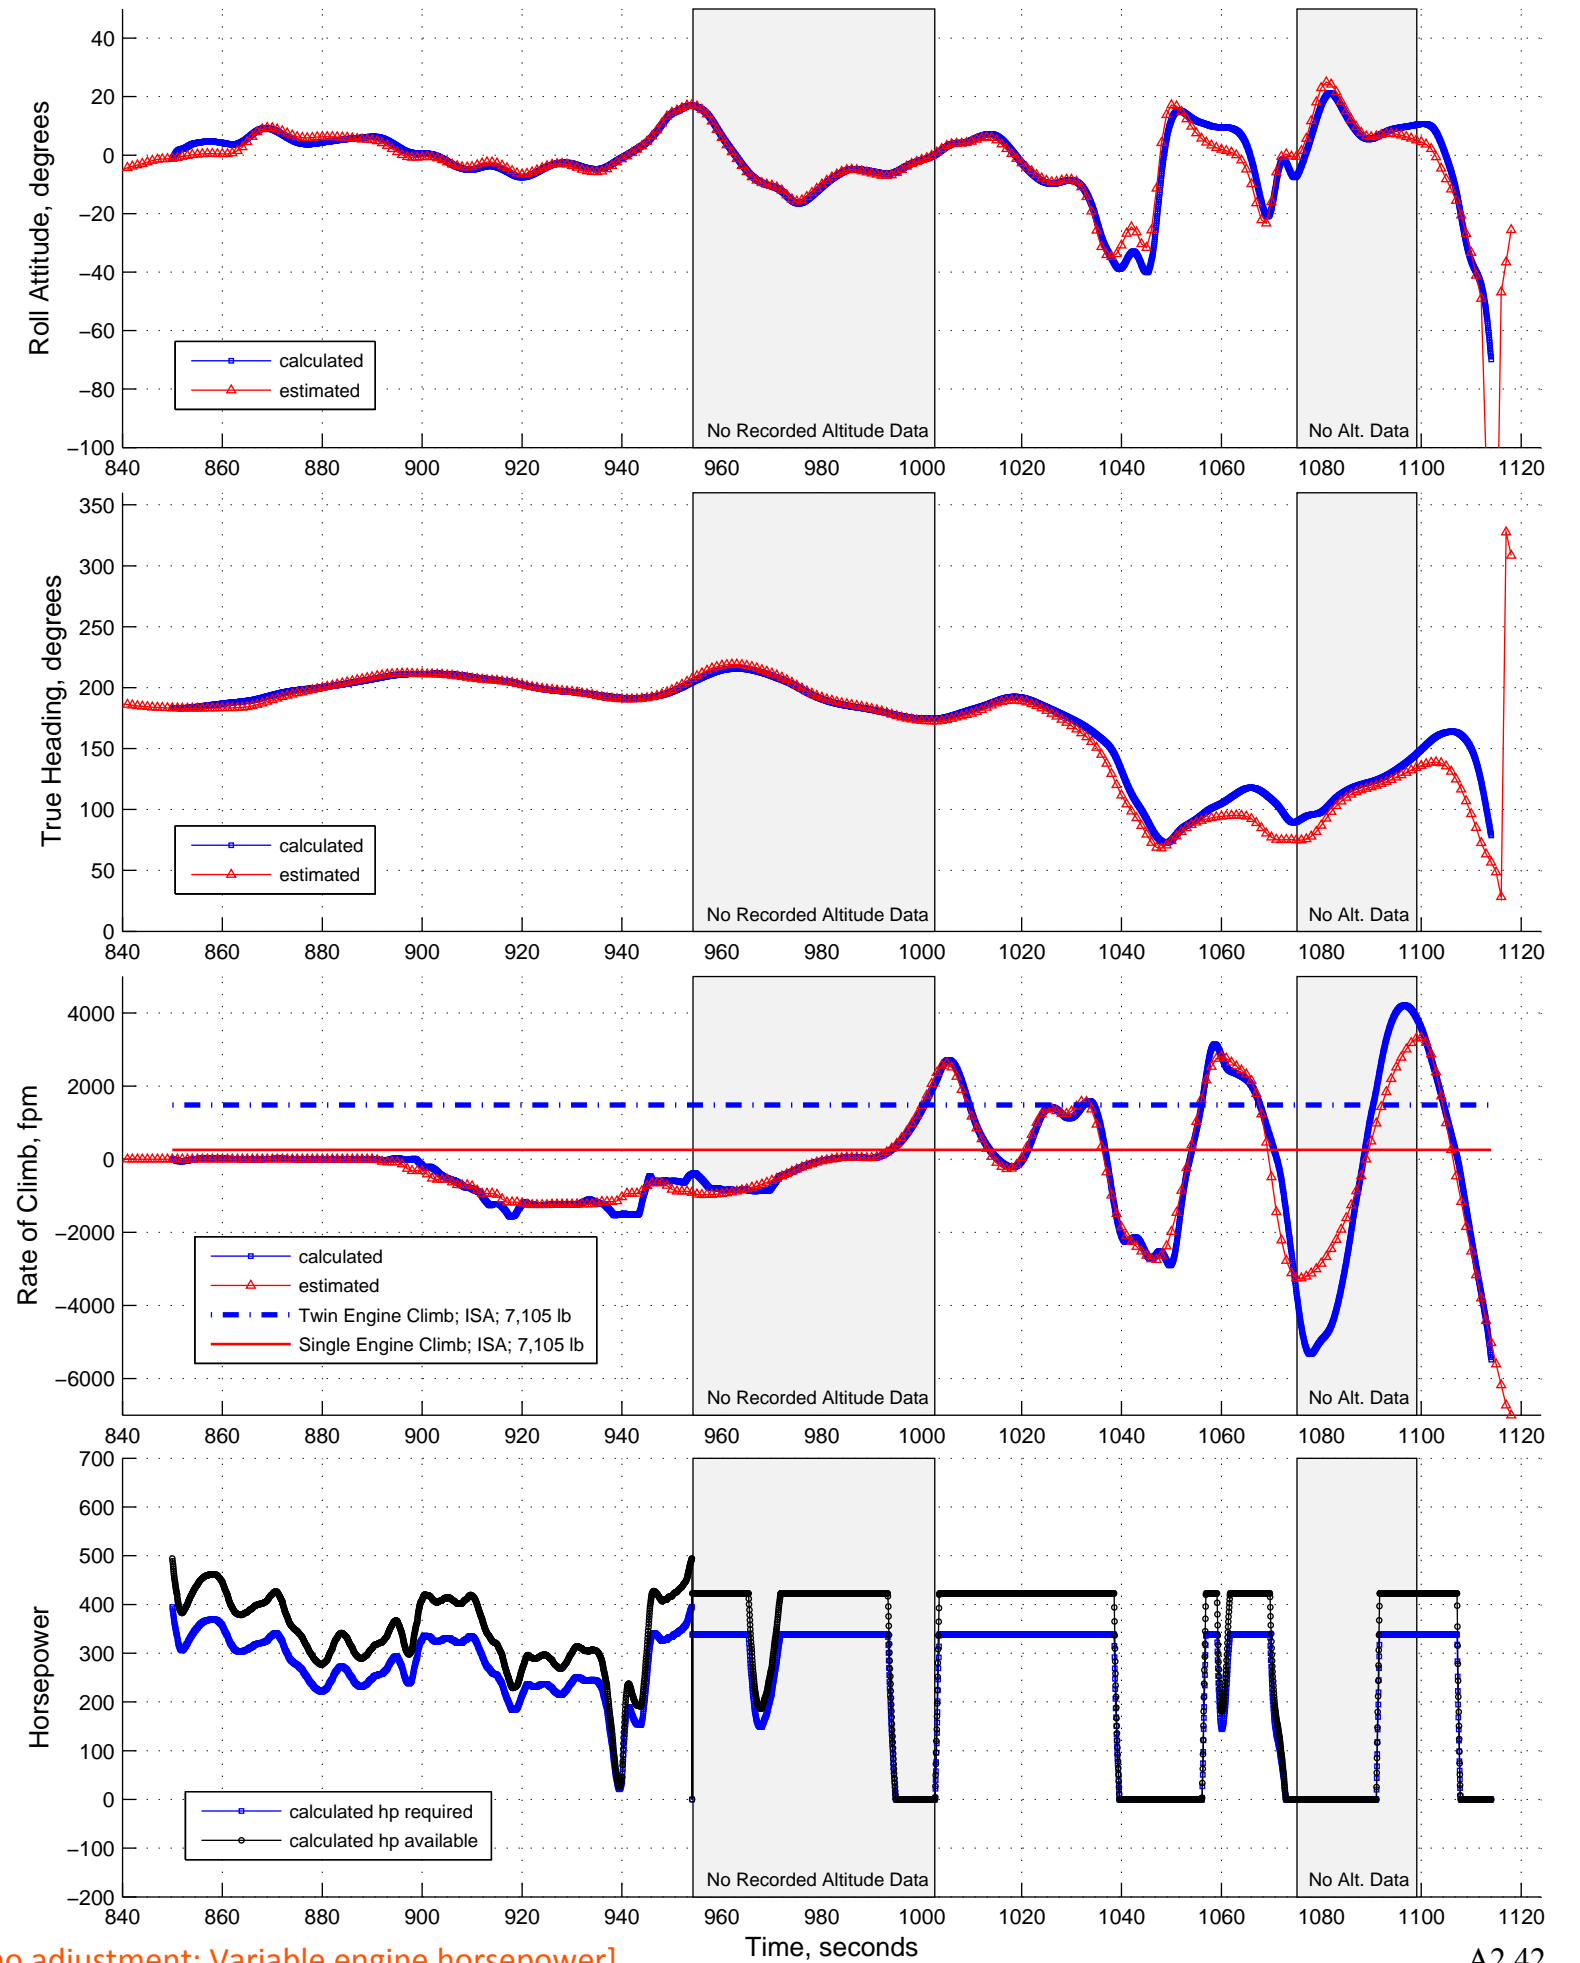 40
20
0
−20
−40
−60
−80
−100
Roll Attitude, degrees
calculated
estimated
No Recorded Altitude Data
No Alt. Data
840 860 880 900 920 940 960 980 1000 1020 1040 1060 1080 1100 1120
350
300
250
200
150
100
50
0
True Heading, degrees
calculated
estimated
No Recorded Altitude Data
No Alt. Data
840 860 880 900 920 940 960 980 1000 1020 1040 1060 1080 1100 1120
4000
2000
0
−2000
−4000
−6000
Rate of Climb, fpm
calculated
estimated
Twin Engine Climb; ISA; 7,105 lb
Single Engine Climb; ISA; 7,105 lb
No Recorded Altitude Data
No Alt. Data
840 860 880 900 920 940 960 980 1000 1020 1040 1060 1080 1100 1120
700
600
500
400
300
200
100
0
−100
−200
Horsepower
calculated hp required
calculated hp available
No Recorded Altitude Data
No Alt. Data
840 860 880 900 920 940 960 980 1000 1020 1040 1060 1080 1100 1120
Time, seconds
adjustment: Variable engine horsepower]
A2.42